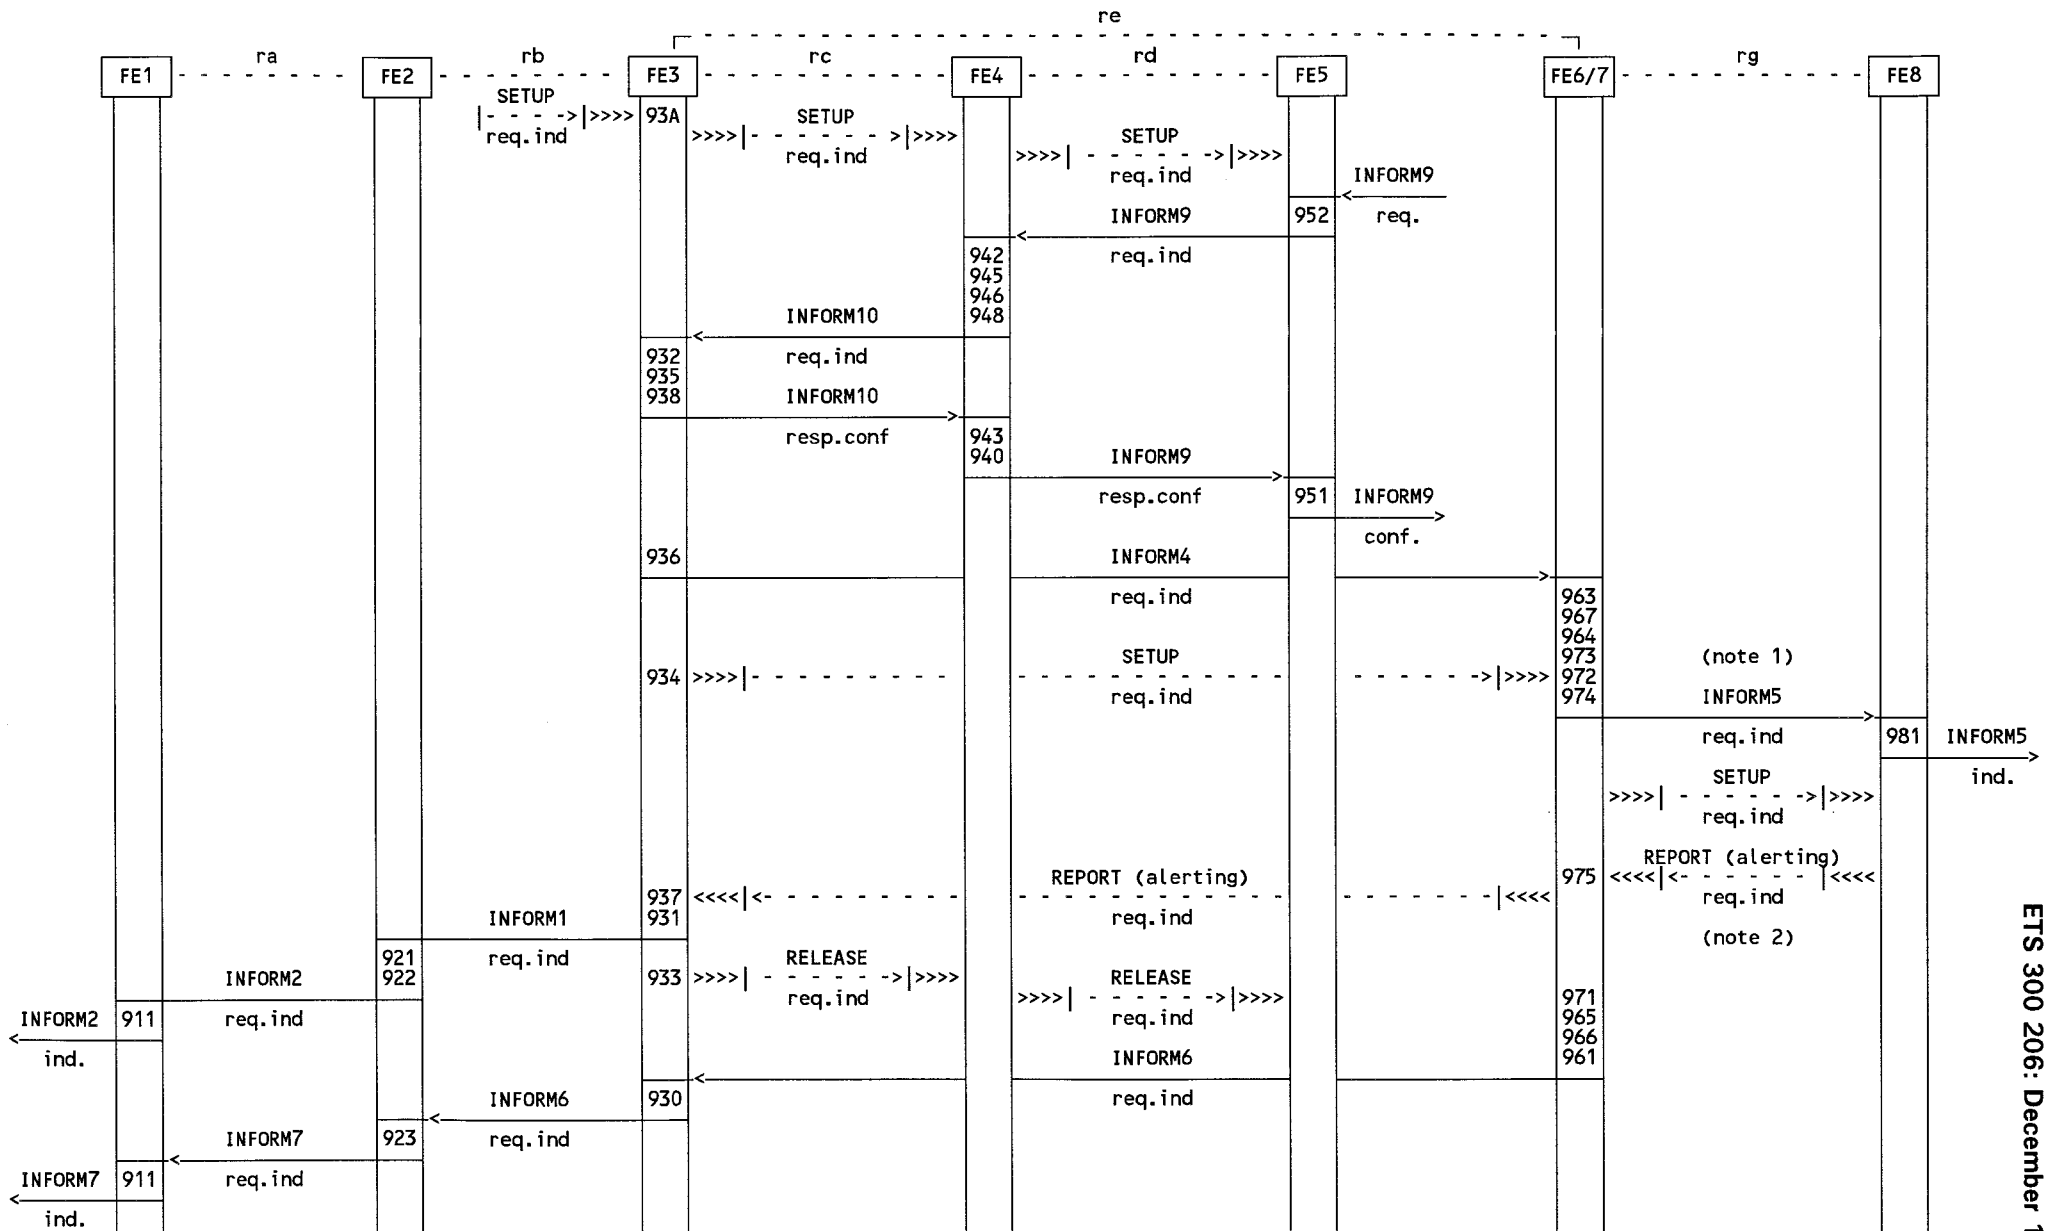 re
ra rb rc rd rg
FE1 FE2 FE3 FE4 FE5 FE6/7 FE8
SETUP
93A SETUP
req.ind SETUP
req.ind
req.ind INFORM9
INFORM9 952 req.
942 req.ind
945
946
INFORM10 948
932 req.ind
935
938 INFORM10
resp.conf 943
940 INFORM9
resp.conf 951 INFORM9
conf.
936 INFORM4
req.ind 963
967
964
SETUP 973 (note 1)
934 972
req.ind 974 INFORM5
req.ind 981 INFORM5
SETUP ind.
req.ind
REPORT (alerting)
REPORT (alerting) 975
937 req.ind
INFORM1 931 req.ind
(note 2)
921 req.ind RELEASE
INFORM2 922 933 RELEASE
req.ind 971
INFORM2 911 req.ind req.ind 965
966
ind. INFORM6 961
INFORM6 930 req.ind
INFORM7 923 req.ind
INFORM7 911 req.ind
ind.
ETS 300 206: December 1